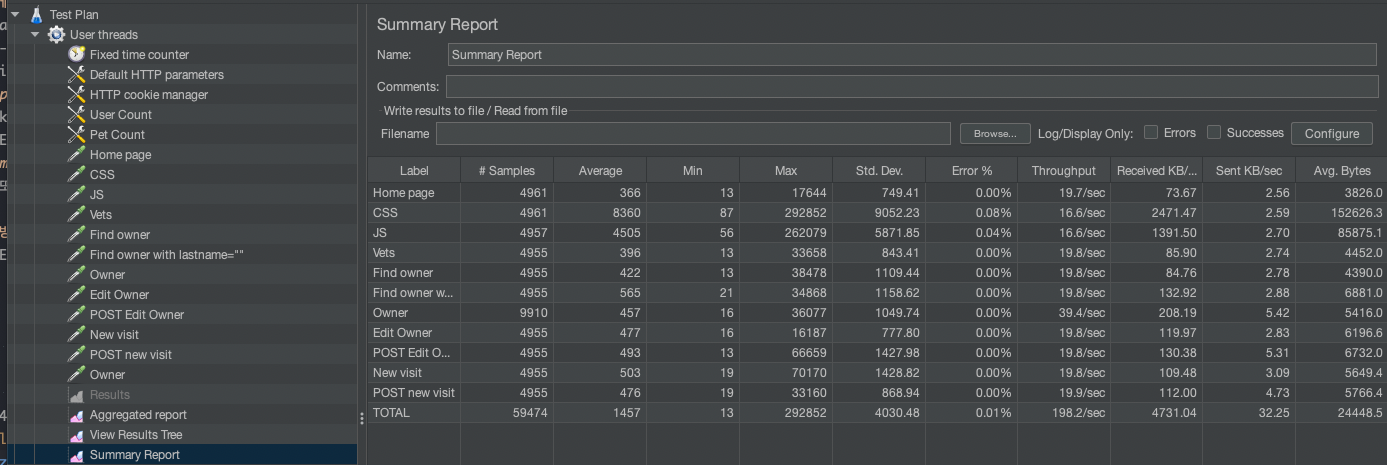 Test Plan
User threads
Fixed time counter
Default HTTP parameters
HTTP cookie manager
User Count
Pet Count
Home page
CSS
JS
Vets
Find owner
Find owner with lastname=""
Owner
Edit Owner
POST Edit Owner
New visit
POST new visit
Owner
Results
Aggregated report
View Results Tree
Summary Report
Summary Report
Name: Summary Report
Comments:
Write results to file / Read from file
Filename Browse... Log/Display Only: Errors Successes Configure
Label # Samples Average Min Max Std. Dev. Error % Throughput Received KB/... Sent KB/sec Avg. Bytes
Home page 4961 366 13 17644 749.41 0.00% 19.7/sec 73.67 2.56 3826.0
CSS 4961 8360 87 292852 9052.23 0.08% 16.6/sec 2471.47 2.59 152626.3
JS 4957 4505 56 262079 5871.85 0.04% 16.6/sec 1391.50 2.70 85875.1
Vets 4955 396 13 33658 843.41 0.00% 19.8/sec 85.90 2.74 4452.0
Find owner 4955 422 13 38478 1109.44 0.00% 19.8/sec 84.76 2.78 4390.0
Find owner w... 4955 565 21 34868 1158.62 0.00% 19.8/sec 132.92 2.88 6881.0
Owner 9910 457 16 36077 1049.74 0.00% 39.4/sec 208.19 5.42 5416.0
Edit Owner 4955 477 16 16187 777.80 0.00% 19.8/sec 119.97 2.83 6196.6
POST Edit O... 4955 493 13 66659 1427.98 0.00% 19.8/sec 130.38 5.31 6732.0
New visit 4955 503 19 70170 1428.82 0.00% 19.8/sec 109.48 3.09 5649.4
POST new visit 4955 476 19 33160 868.94 0.00% 19.9/sec 112.00 4.73 5766.4
TOTAL 59474 1457 13 292852 4030.48 0.01% 198.2/sec 4731.04 32.25 24448.5